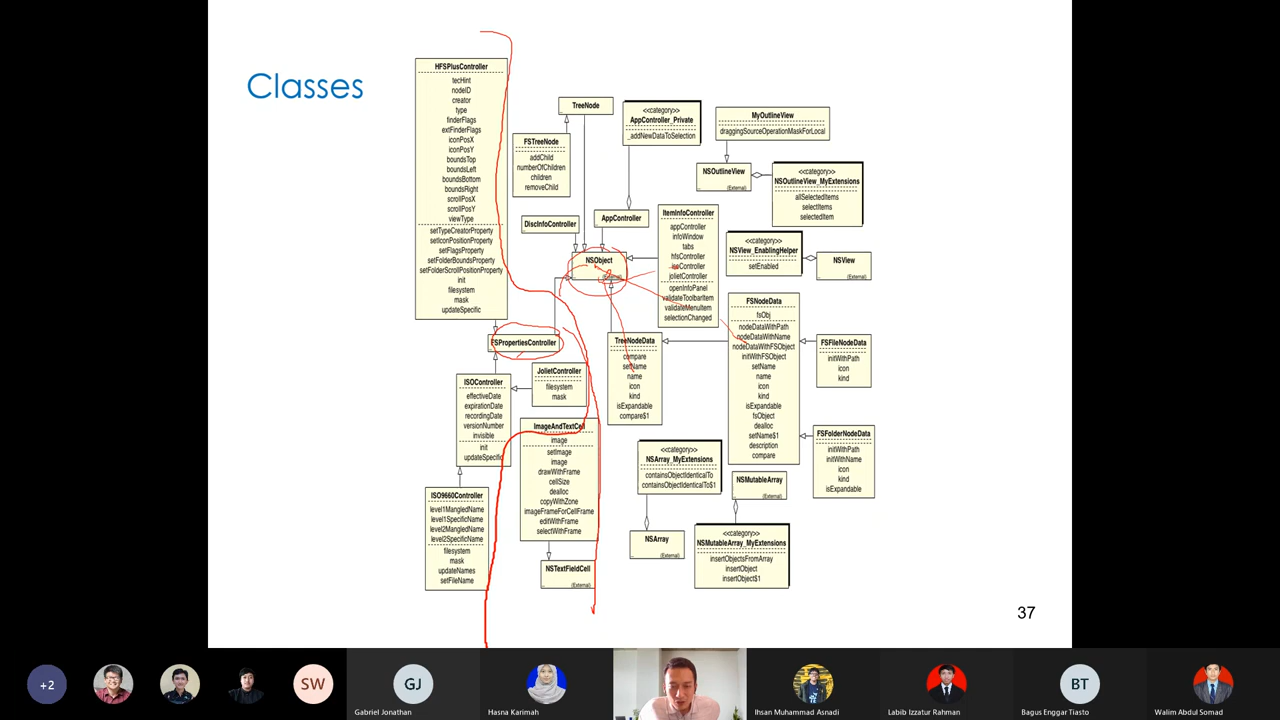 Classes
HFSPlusController
tecHint
nodeID
creator
type
finderFlags
extFinderFlags
iconPosX
iconPosY
boundsTop
boundsLeft
boundsBottom
boundsRight
scrollPosX
scrollPosY
viewType
setTypeCreatorProperty
setIconPositionProperty
setFlagsProperty
setFolderBoundsProperty
setFolderScrollPositionProperty
init
filesystem
mask
updateSpecific
TreeNode
FSTreeNode
addChild
numberOfChildren
children
removeChild
<<category>>
AppController_Private
_addNewDataToSelection
MyOutlineView
draggingSourceOperationMaskForLocal
NSOutlineView
(External)
<<category>>
NSOutlineView_MyExtensions
allSelectedItems
selectItems
selectedItem
DiscInfoController
AppController
ItemInfoController
appController
infoWindow
tabs
hfsController
isoController
jolietController
openInfoPanel
validateToolbarItem
validateMenuItem
selectionChanged
<<category>>
NSView_EnablingHelper
setEnabled
NSView
(External)
NSObject
(External)
FSPropertiesController
TreeNodeData
compare
setName
name
icon
kind
isExpandable
compare$1
FSNodeData
fsObj
nodeDataWithPath
nodeDataWithName
nodeDataWithFSObject
initWithFSObject
setName
name
icon
kind
isExpandable
fsObject
dealloc
setName$1
description
compare
FSFileNodeData
initWithPath
icon
kind
ISOController
effectiveDate
expirationDate
recordingDate
versionNumber
invisible
init
updateSpecific
JolietController
filesystem
mask
ImageAndTextCell
image
setImage
image
drawWithFrame
cellSize
dealloc
copyWithZone
imageFrameForCellFrame
editWithFrame
selectWithFrame
FSFolderNodeData
initWithPath
initWithName
icon
kind
isExpandable
<<category>>
NSArray_MyExtensions
containsObjectIdenticalTo
containsObjectIdenticalTo$1
NSMutableArray
(External)
ISO9660Controller
level1MangledName
level1SpecificName
level2MangledName
level2SpecificName
filesystem
mask
updateNames
setFileName
NSTextFieldCell
(External)
NSArray
(External)
<<category>>
NSMutableArray_MyExtensions
insertObjectsFromArray
insertObject
insertObject$1
37
+2
SW
GJ
Gabriel Jonathan
Hasna Karimah
Ihsan Muhammad Asnadi
Labib Izzatur Rahman
BT
Bagus Enggar Tiasto
Walim Abdul Somad